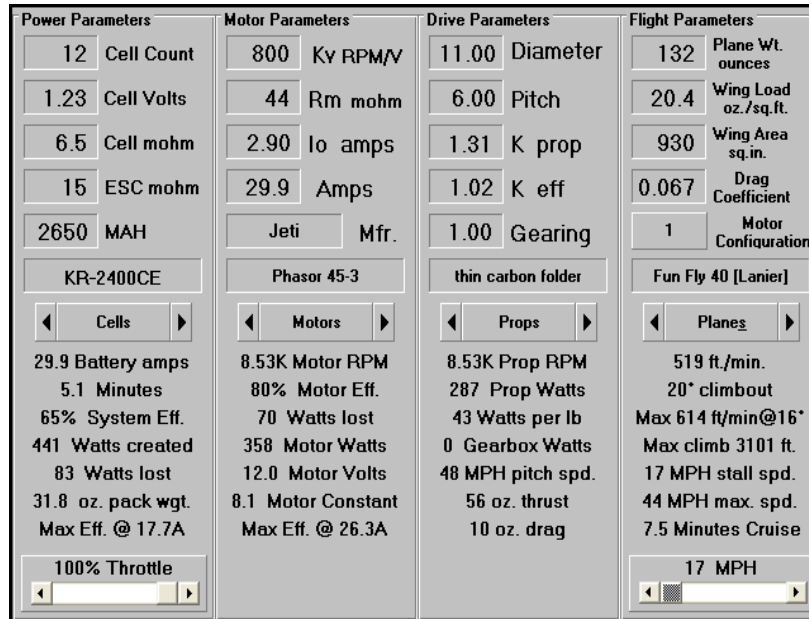 Power Parameters
12 Cell Count
1.23 Cell Volts
6.5 Cell mohm
15 ESC mohm
2650 MAH
KR-2400CE
Cells
29.9 Battery amps
5.1 Minutes
65% System Eff.
441 Watts created
83 Watts lost
31.8 oz. pack wgt.
Max Eff. @ 17.7A
100% Throttle
Motor Parameters
800 Kv RPM/V
44 Rm mohm
2.90 Io amps
29.9 Amps
Jeti Mfr.
Phasor 45-3
Motors
8.53K Motor RPM
80% Motor Eff.
70 Watts lost
358 Motor Watts
12.0 Motor Volts
8.1 Motor Constant
Max Eff. @ 26.3A
Drive Parameters
11.00 Diameter
6.00 Pitch
1.31 K prop
1.02 K eff
1.00 Gearing
thin carbon folder
Props
8.53K Prop RPM
287 Prop Watts
43 Watts per lb
0 Gearbox Watts
48 MPH pitch spd.
56 oz. thrust
10 oz. drag
Flight Parameters
132 Plane Wt.
ounces
20.4 Wing Load
oz./sq.ft.
930 Wing Area
sq.in.
0.067 Drag
Coefficient
1 Motor
Configuration
Fun Fly 40 [Lanier]
Planes
519 ft./min.
20° climbout
Max 614 ft/min@16°
Max climb 3101 ft.
17 MPH stall spd.
44 MPH max. spd.
7.5 Minutes Cruise
17 MPH